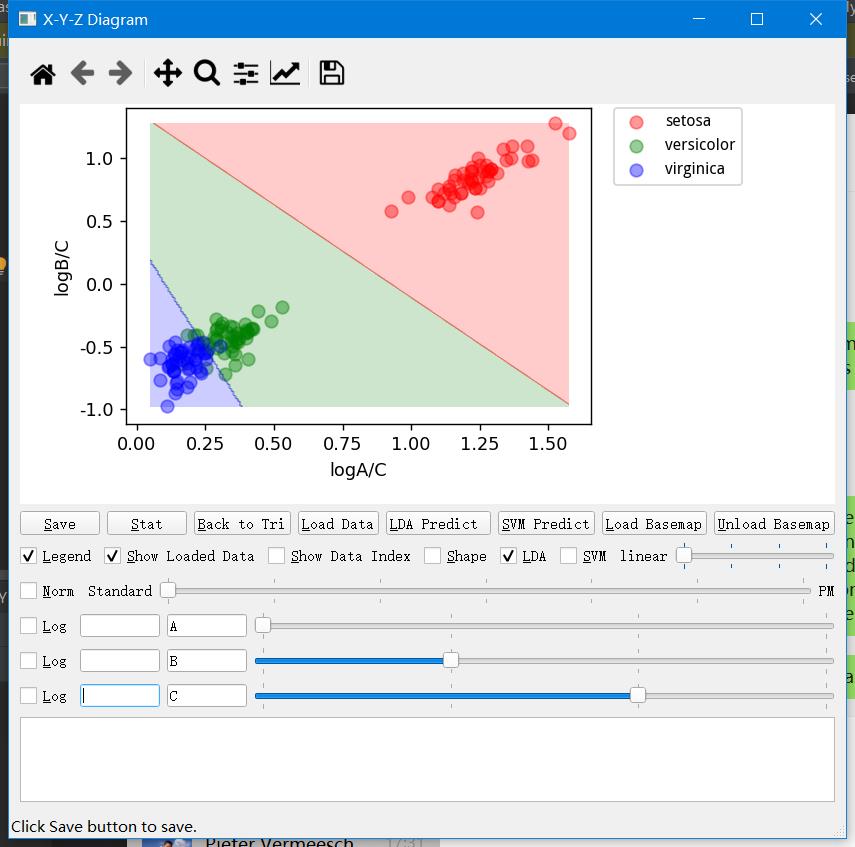 X-Y-Z Diagram
setosa
versicolor
virginica
1.0
0.5
0.0
-0.5
-1.0
logB/C
0.00 0.25 0.50 0.75 1.00 1.25 1.50
logA/C
Save Stat Back to Tri Load Data LDA Predict SVM Predict Load Basemap Unload Basemap
Legend Show Loaded Data Show Data Index Shape LDA SVM linear
Norm Standard PM
Log A
Log B
Log C
Click Save button to save.
Pieter Vermeesch 17:31